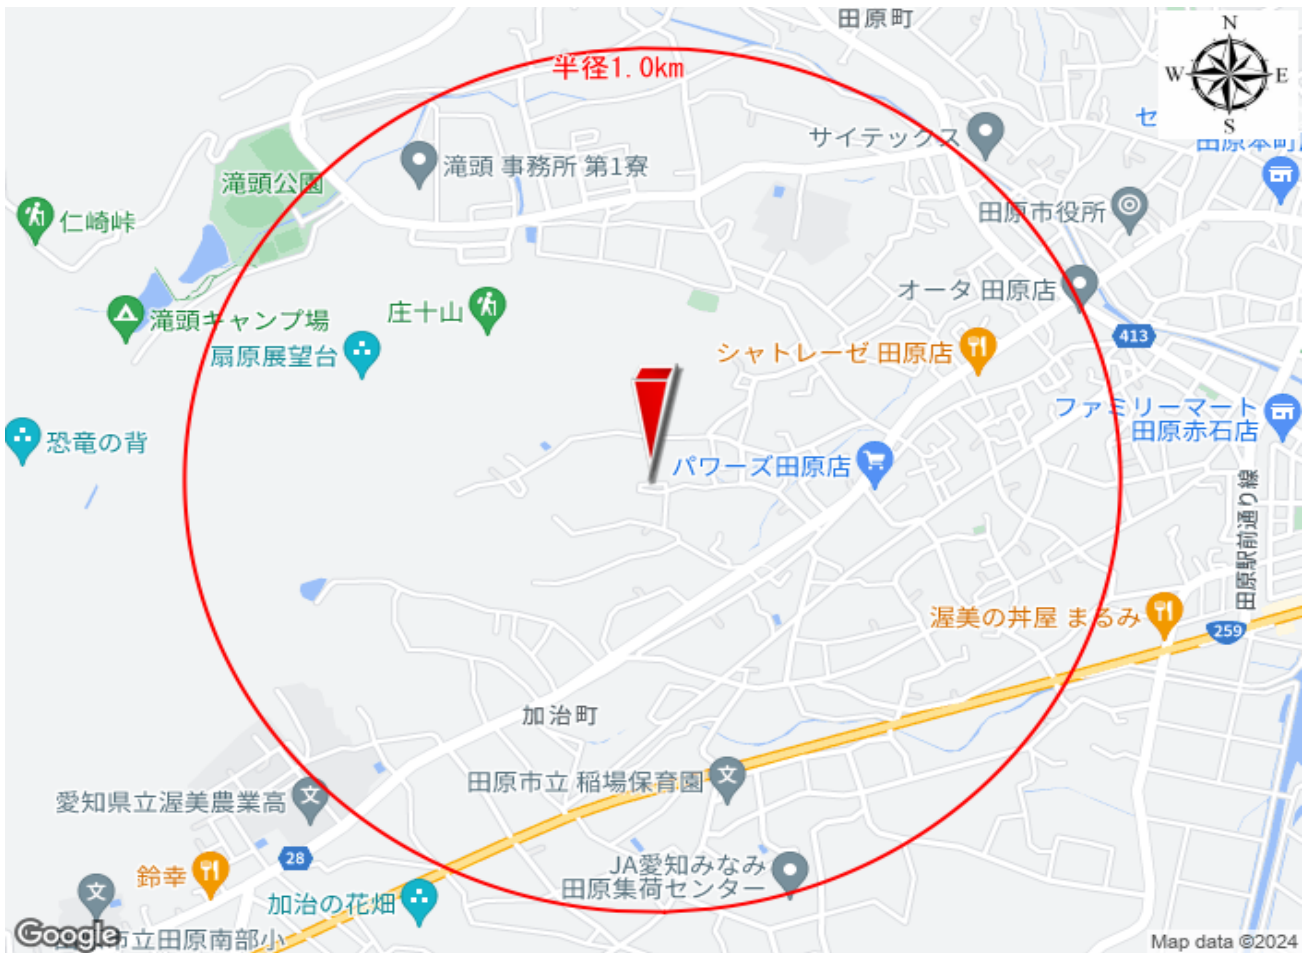 田原町
N
W
E
S
半径1.0km
セ
田原本町
サイテックス
滝頭 事務所 第1寮
滝頭公園
仁崎峠
田原市役所
オータ 田原店
庄十山
滝頭キャンプ場
扇原展望台
413
シャトレーゼ 田原店
ファミリーマート
田原赤石店
恐竜の背
パワーズ田原店
田原駅前通り線
渥美の丼屋 まるみ
259
加治町
田原市立 稲場保育園
愛知県立渥美農業高
28
JA愛知みなみ
田原集荷センター
鈴幸
加治の花畑
Google
市立田原南部小
Map data ©2024